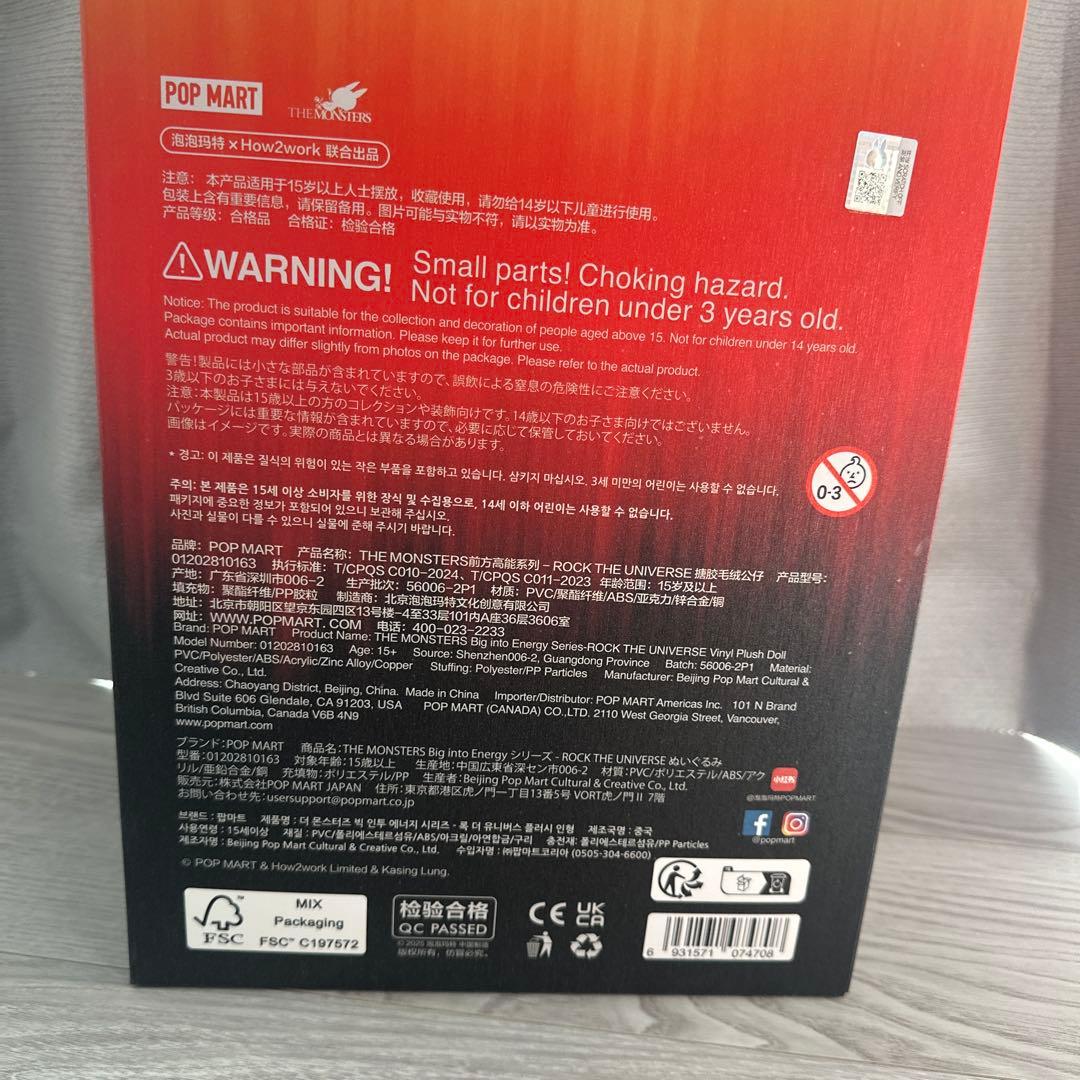 POP MART
THE MONSTERS
泡泡玛特×How2work 联合出品
注意: 本产品适用于15岁以上人士摆放,收藏使用,请勿给14岁以下儿童进行使用。
包装上含有重要信息,请保留备用。图片可能与实物不符,请以实物为准。
产品等级: 合格品 合格证: 检验合格
SCRATCH OFF
AND VERIFY
WARNING! Small parts! Choking hazard.
Not for children under 3 years old.
Notice: The product is suitable for the collection and decoration of people aged above 15. Not for children under 14 years old.
Package contains important information. Please keep it for further use.
Actual product may differ slightly from photos on the package. Please refer to the actual product.
警告!製品には小さな部品が含まれていますので、誤飲による窒息の危険性にご注意ください。
3歳以下のお子さまには与えないでください。
注意:本製品は15歳以上の方のコレクションや装飾向けです。14歳以下のお子さま向けではございません。
パッケージには重要な情報が含まれていますので、必要に応じて保管しておいてください。
画像はイメージです。実際の商品とは異なる場合があります。
* 경고: 이 제품은 질식의 위험이 있는 작은 부품을 포함하고 있습니다. 삼키지 마십시오. 3세 미만의 어린이는 사용할 수 없습니다.
주의: 본 제품은 15세 이상 소비자를 위한 장식 및 수집용으로, 14세 이하 어린이는 사용할 수 없습니다.
패키지에 중요한 정보가 포함되어 있으니 보관해 주십시오.
사진과 실물이 다를 수 있으니 실물에 준해 주시기 바랍니다.
0-3
品牌: POP MART 产品名称: THE MONSTERS前方高能系列 – ROCK THE UNIVERSE 搪胶毛绒公仔 产品型号:
01202810163 执行标准: T/CPQS C010-2024、T/CPQS C011-2023 年龄范围: 15岁及以上
产地: 广东省深圳市006-2 生产批次: 56006-2P1 材质: PVC/聚酯纤维/ABS/亚克力/锌合金/铜
填充物: 聚酯纤维/PP胶粒 制造商: 北京泡泡玛特文化创意有限公司
地址: 北京市朝阳区望京东园四区13号楼-4至33层101内A座36层3606室
网址: WWW.POPMART.COM 电话: 400-023-2233
Brand: POP MART Product Name: THE MONSTERS Big into Energy Series-ROCK THE UNIVERSE Vinyl Plush Doll
Model Number: 01202810163 Age: 15+ Source: Shenzhen006-2, Guangdong Province Batch: 56006-2P1 Material:
PVC/Polyester/ABS/Acrylic/Zinc Alloy/Copper Stuffing: Polyester/PP Particles Manufacturer: Beijing Pop Mart Cultural &
Creative Co., Ltd.
Address: Chaoyang District, Beijing, China. Made in China Importer/Distributor: POP MART Americas Inc. 101 N Brand
Blvd Suite 606 Glendale, CA 91203, USA POP MART (CANADA) CO.,LTD. 2110 West Georgia Street, Vancouver,
British Columbia, Canada V6B 4N9
www.popmart.com
ブランド:POP MART 商品名:THE MONSTERS Big into Energy シリーズ - ROCK THE UNIVERSE ぬいぐるみ
型番:01202810163 対象年齢:15歳以上 生産地:中国広東省深セン市006-2 材質:PVC/ポリエステル/ABS/アク
リル/亜鉛合金/銅 充填物:ポリエステル/PP 生産者:Beijing Pop Mart Cultural & Creative Co., Ltd.
販売元:株式会社POP MART JAPAN 住所:東京都港区虎ノ門一丁目13番5号 VORT虎ノ門II 7階
お問い合わせ先:usersupport@popmart.co.jp
小红书
@泡泡玛特POPMART
브랜드 : 팝마트 제품명 : 더 몬스터즈 빅 인투 에너지 시리즈 - 록 더 유니버스 플러시 인형 제조국명 : 중국
사용연령 : 15세이상 재질 : PVC/폴리에스테르섬유/ABS/아크릴/아연합금/구리 충전재: 폴리에스테르섬유/PP Particles
제조자명 : Beijing Pop Mart Cultural & Creative Co., Ltd. 수입자명 : ㈜팝마트코리아 (0505-304-6600)
@popmart
© POP MART & How2work Limited & Kasing Lung.
FSC
MIX
Packaging
FSC™ C197572
检验合格
QC PASSED
© 2025 泡泡玛特 中国制造
版权所有,仿冒必究。
CE UK
CA
6 931571 074708